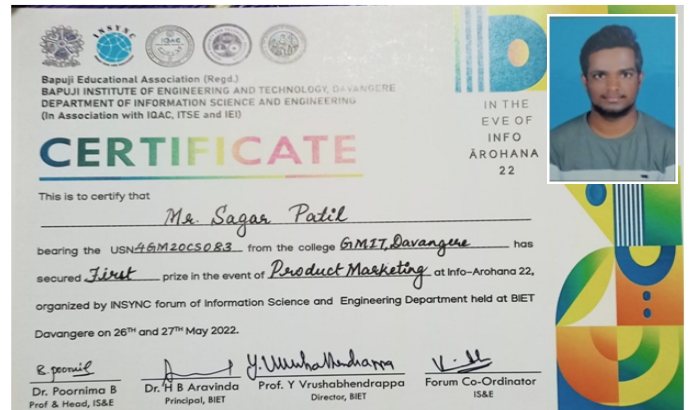 INSYNC
IQAC
Bapuji Educational Association (Regd.)
BAPUJI INSTITUTE OF ENGINEERING AND TECHNOLOGY, DAVANGERE
DEPARTMENT OF INFORMATION SCIENCE AND ENGINEERING
(In Association with IQAC, ITSE and IEI)
CERTIFICATE
IN THE
EVE OF
INFO
ĀROHANA
22
This is to certify that
Mr. Sagar Patil
bearing the USN 4GM20CS083 from the college GMIT, Davangere has
secured First prize in the event of Product Marketing at Info-Arohana 22,
organized by INSYNC forum of Information Science and Engineering Department held at BIET
Davangere on 26TH and 27TH May 2022.
Dr. Poornima B
Prof & Head, IS&E
Dr. H B Aravinda
Principal, BIET
Y. Vrushabhendrappa
Prof. Y Vrushabhendrappa
Director, BIET
Forum Co-Ordinator
IS&E